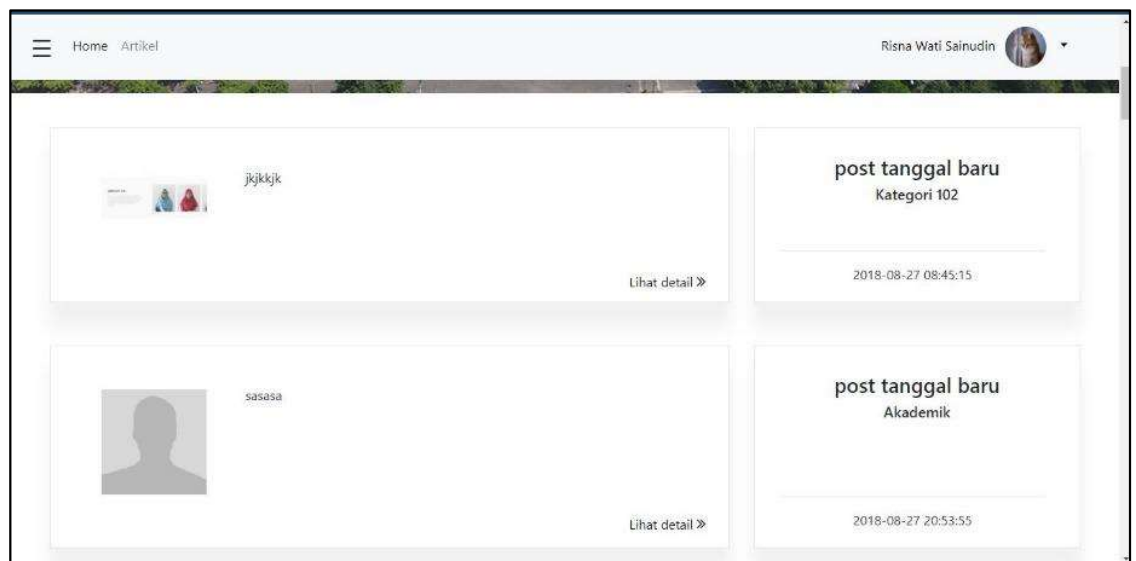 Home Artikel
Risna Wati Sainudin
jkjkkjk
Lihat detail »
post tanggal baru
Kategori 102
2018-08-27 08:45:15
sasasa
Lihat detail »
post tanggal baru
Akademik
2018-08-27 20:53:55